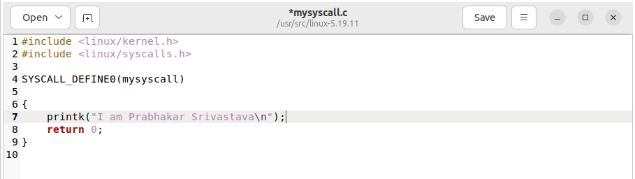 Open
*mysyscall.c
/usr/src/linux-5.19.11
Save
1 #include <linux/kernel.h>
2 #include <linux/syscalls.h>
3
4 SYSCALL_DEFINE0(mysyscall)
5
6 {
7     printk("I am Prabhakar Srivastava\n");
8     return 0;
9 }
10